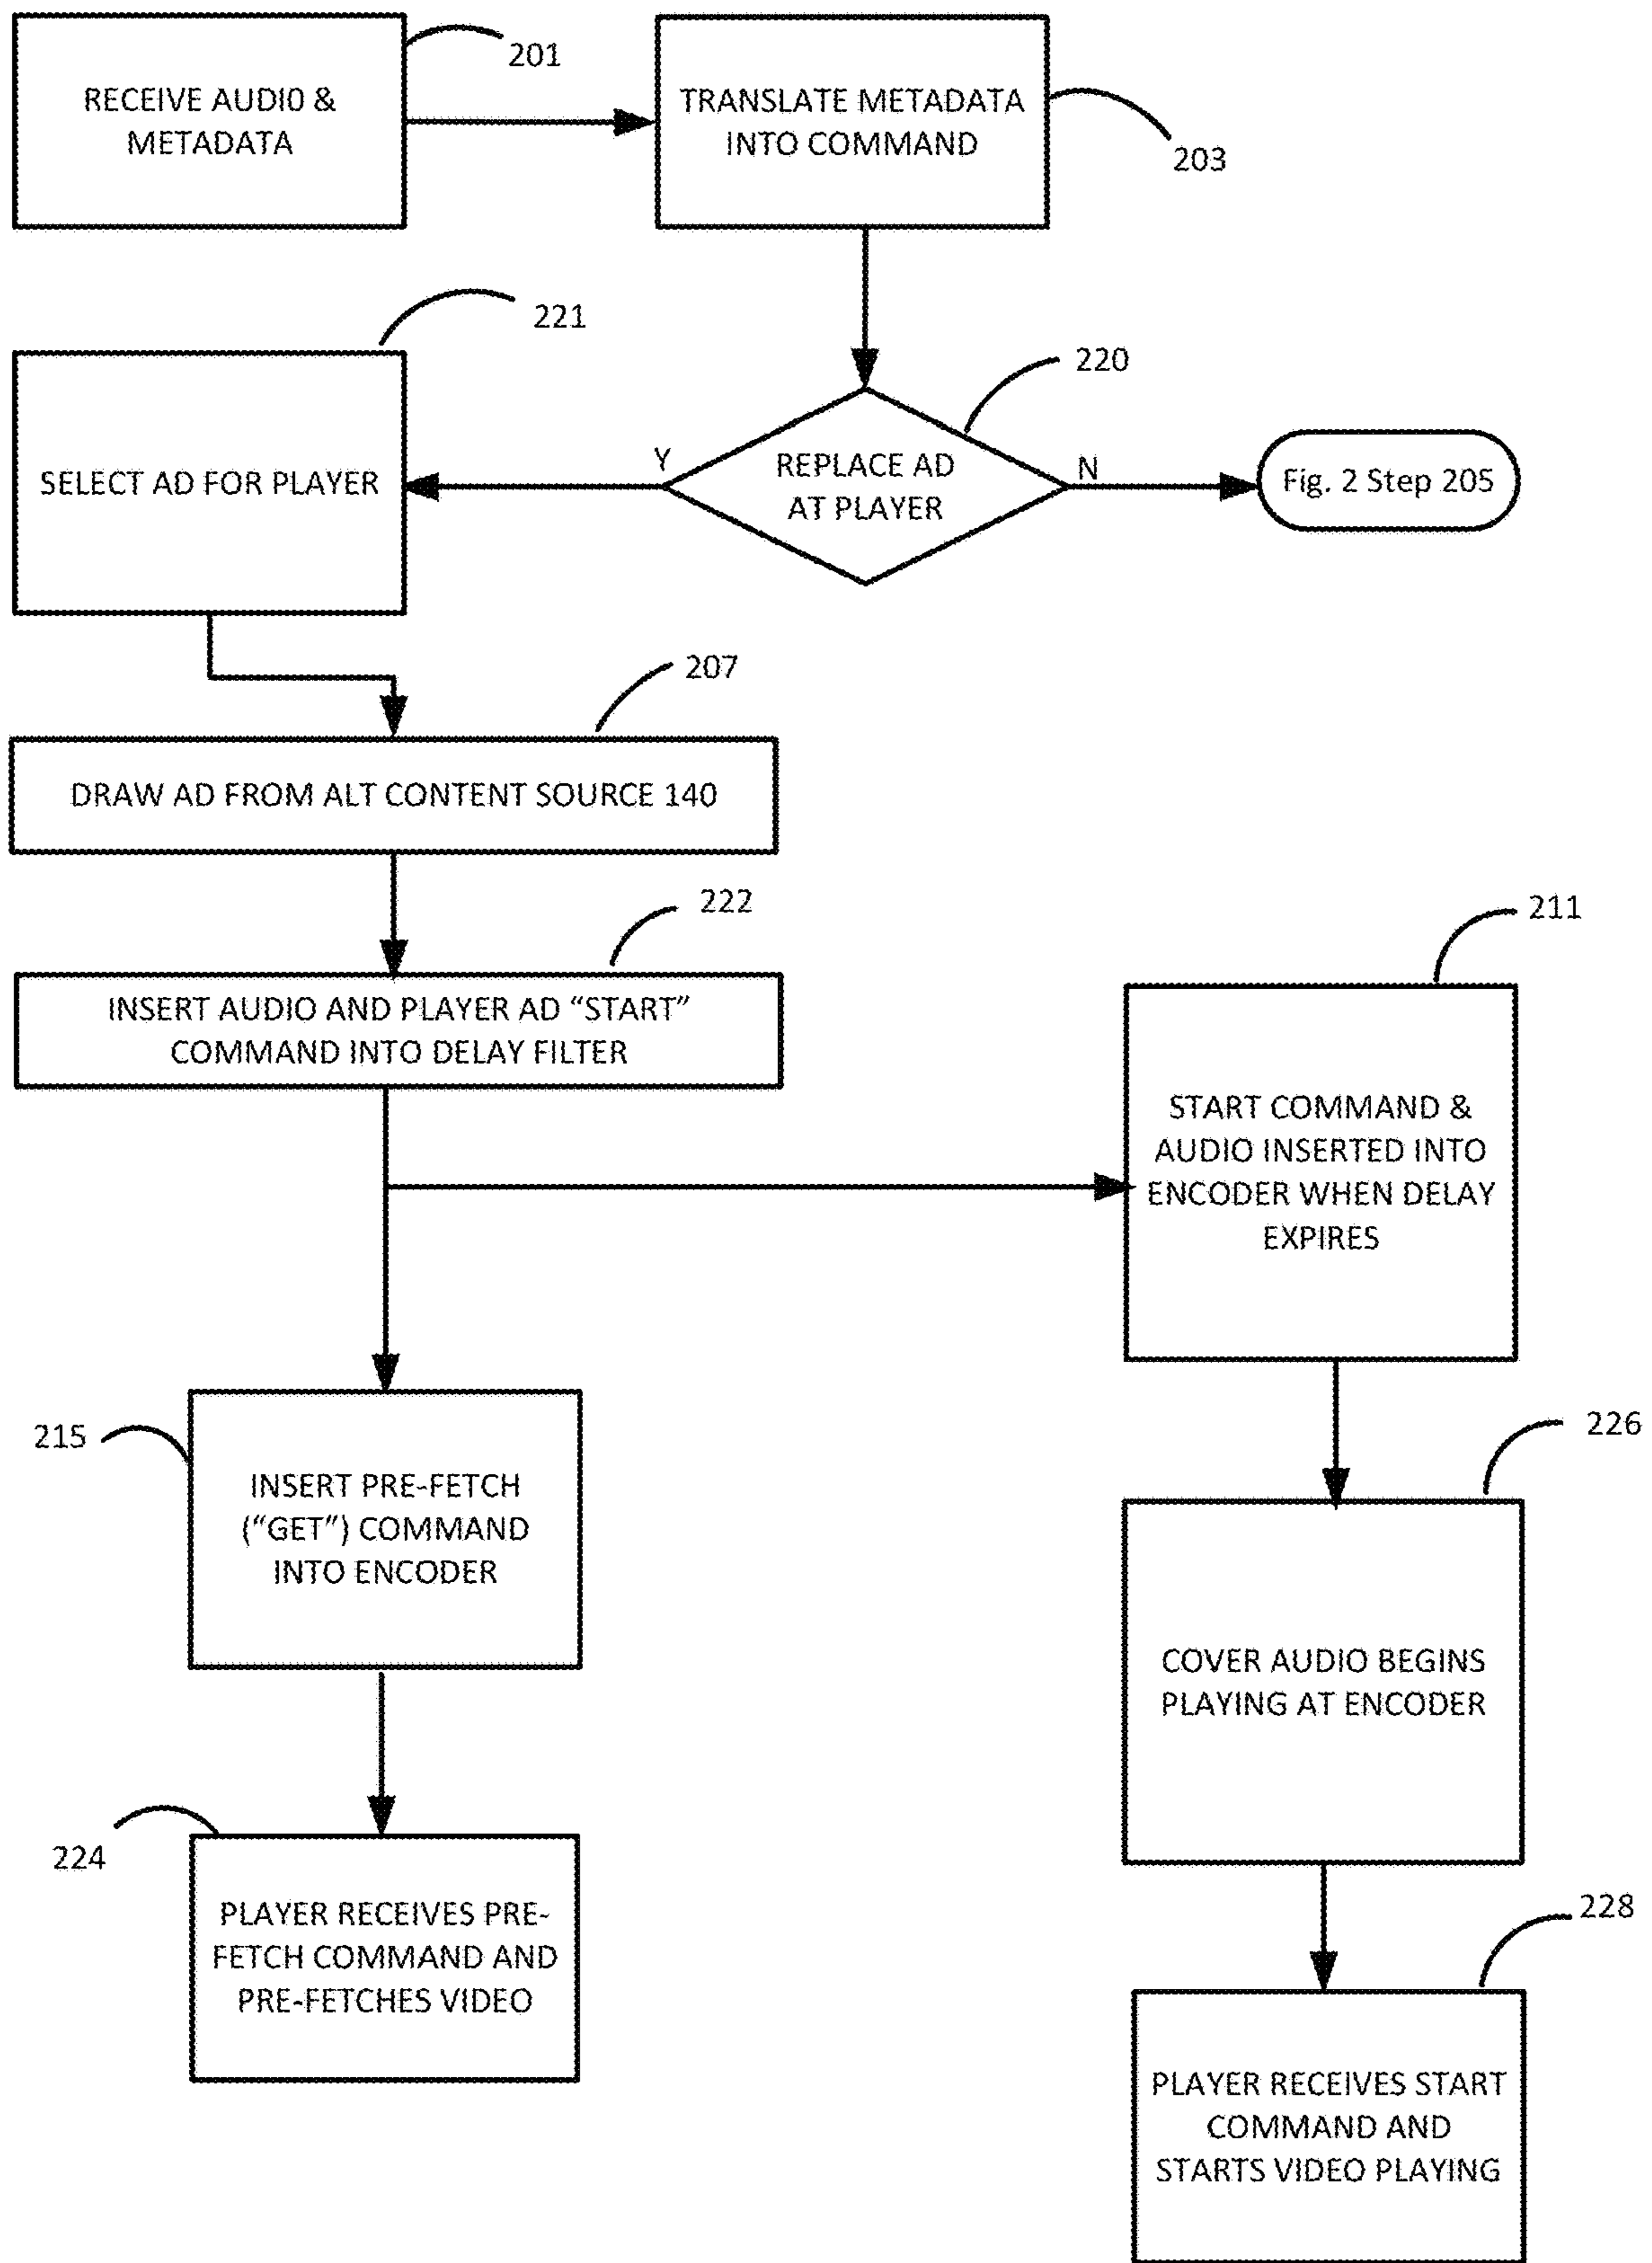 201
RECEIVE AUDIO &
METADATA
TRANSLATE METADATA
INTO COMMAND
203
221
SELECT AD FOR PLAYER
220
Y
REPLACE AD
AT PLAYER
N
Fig. 2 Step 205
207
DRAW AD FROM ALT CONTENT SOURCE 140
222
INSERT AUDIO AND PLAYER AD “START”
COMMAND INTO DELAY FILTER
211
START COMMAND &
AUDIO INSERTED INTO
ENCODER WHEN DELAY
EXPIRES
215
INSERT PRE-FETCH
(“GET”) COMMAND
INTO ENCODER
226
COVER AUDIO BEGINS
PLAYING AT ENCODER
224
PLAYER RECEIVES PRE-
FETCH COMMAND AND
PRE-FETCHES VIDEO
228
PLAYER RECEIVES START
COMMAND AND
STARTS VIDEO PLAYING